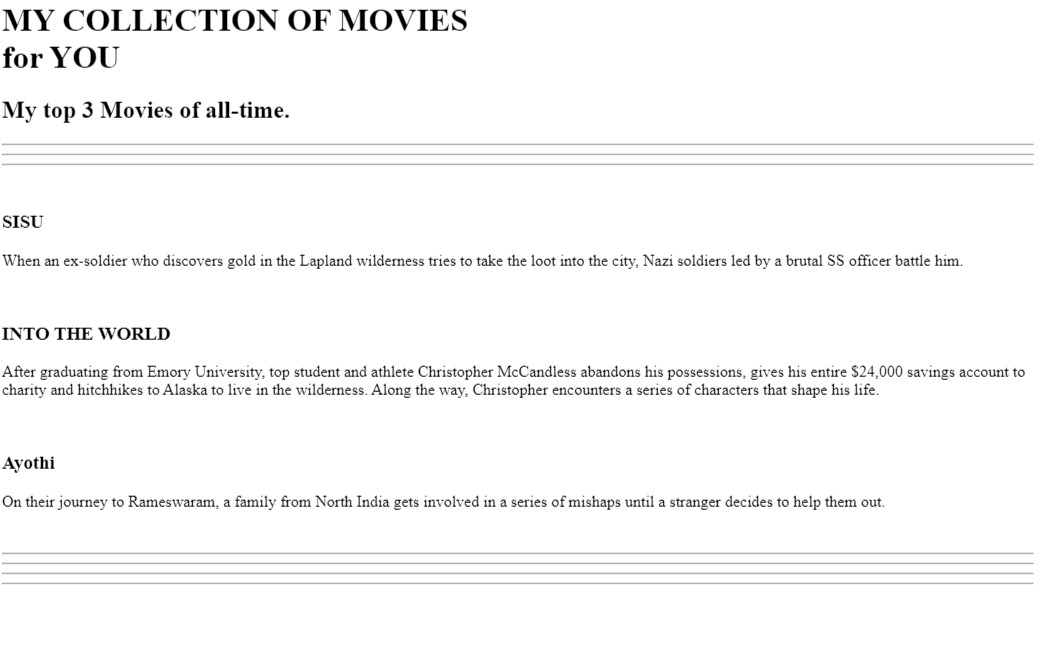 MY COLLECTION OF MOVIES
for YOU
My top 3 Movies of all-time.
SISU
When an ex-soldier who discovers gold in the Lapland wilderness tries to take the loot into the city, Nazi soldiers led by a brutal SS officer battle him.
INTO THE WORLD
After graduating from Emory University, top student and athlete Christopher McCandless abandons his possessions, gives his entire $24,000 savings account to
charity and hitchhikes to Alaska to live in the wilderness. Along the way, Christopher encounters a series of characters that shape his life.
Ayothi
On their journey to Rameswaram, a family from North India gets involved in a series of mishaps until a stranger decides to help them out.